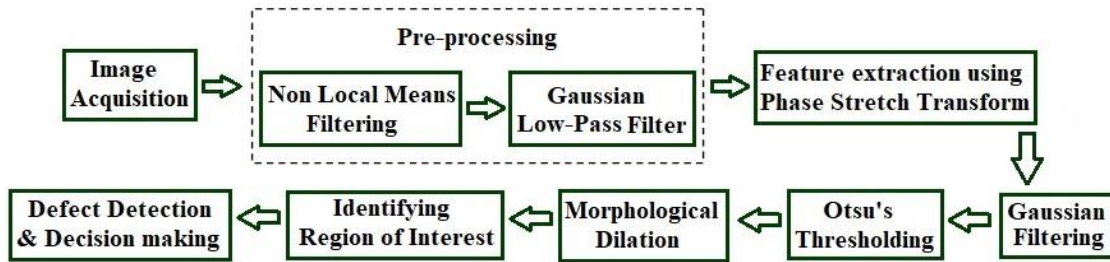 Pre-processing
Image
Acquisition
Non Local Means
Filtering
Gaussian
Low-Pass Filter
Feature extraction using
Phase Stretch Transform
Gaussian
Filtering
Otsu's
Thresholding
Morphological
Dilation
Identifying
Region of Interest
Defect Detection
& Decision making